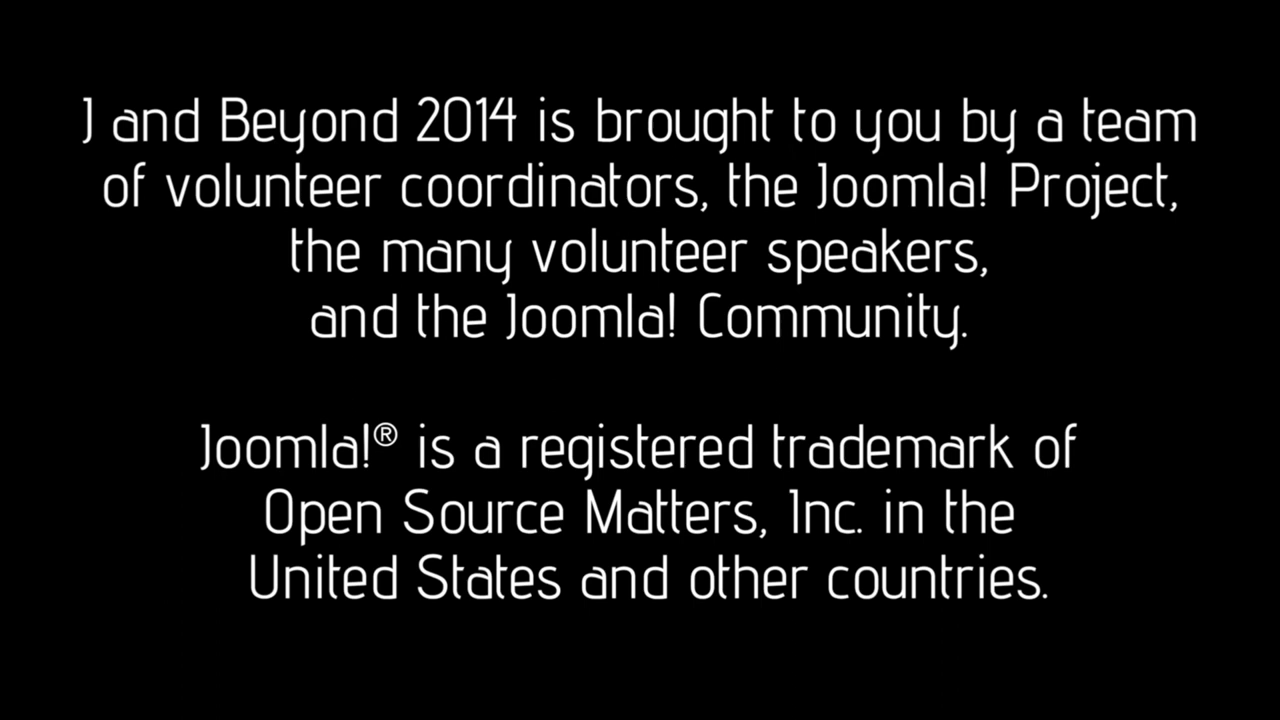 J and Beyond 2014 is brought to you by a team
of volunteer coordinators, the Joomla! Project,
the many volunteer speakers,
and the Joomla! Community.
Joomla!® is a registered trademark of
Open Source Matters, Inc. in the
United States and other countries.